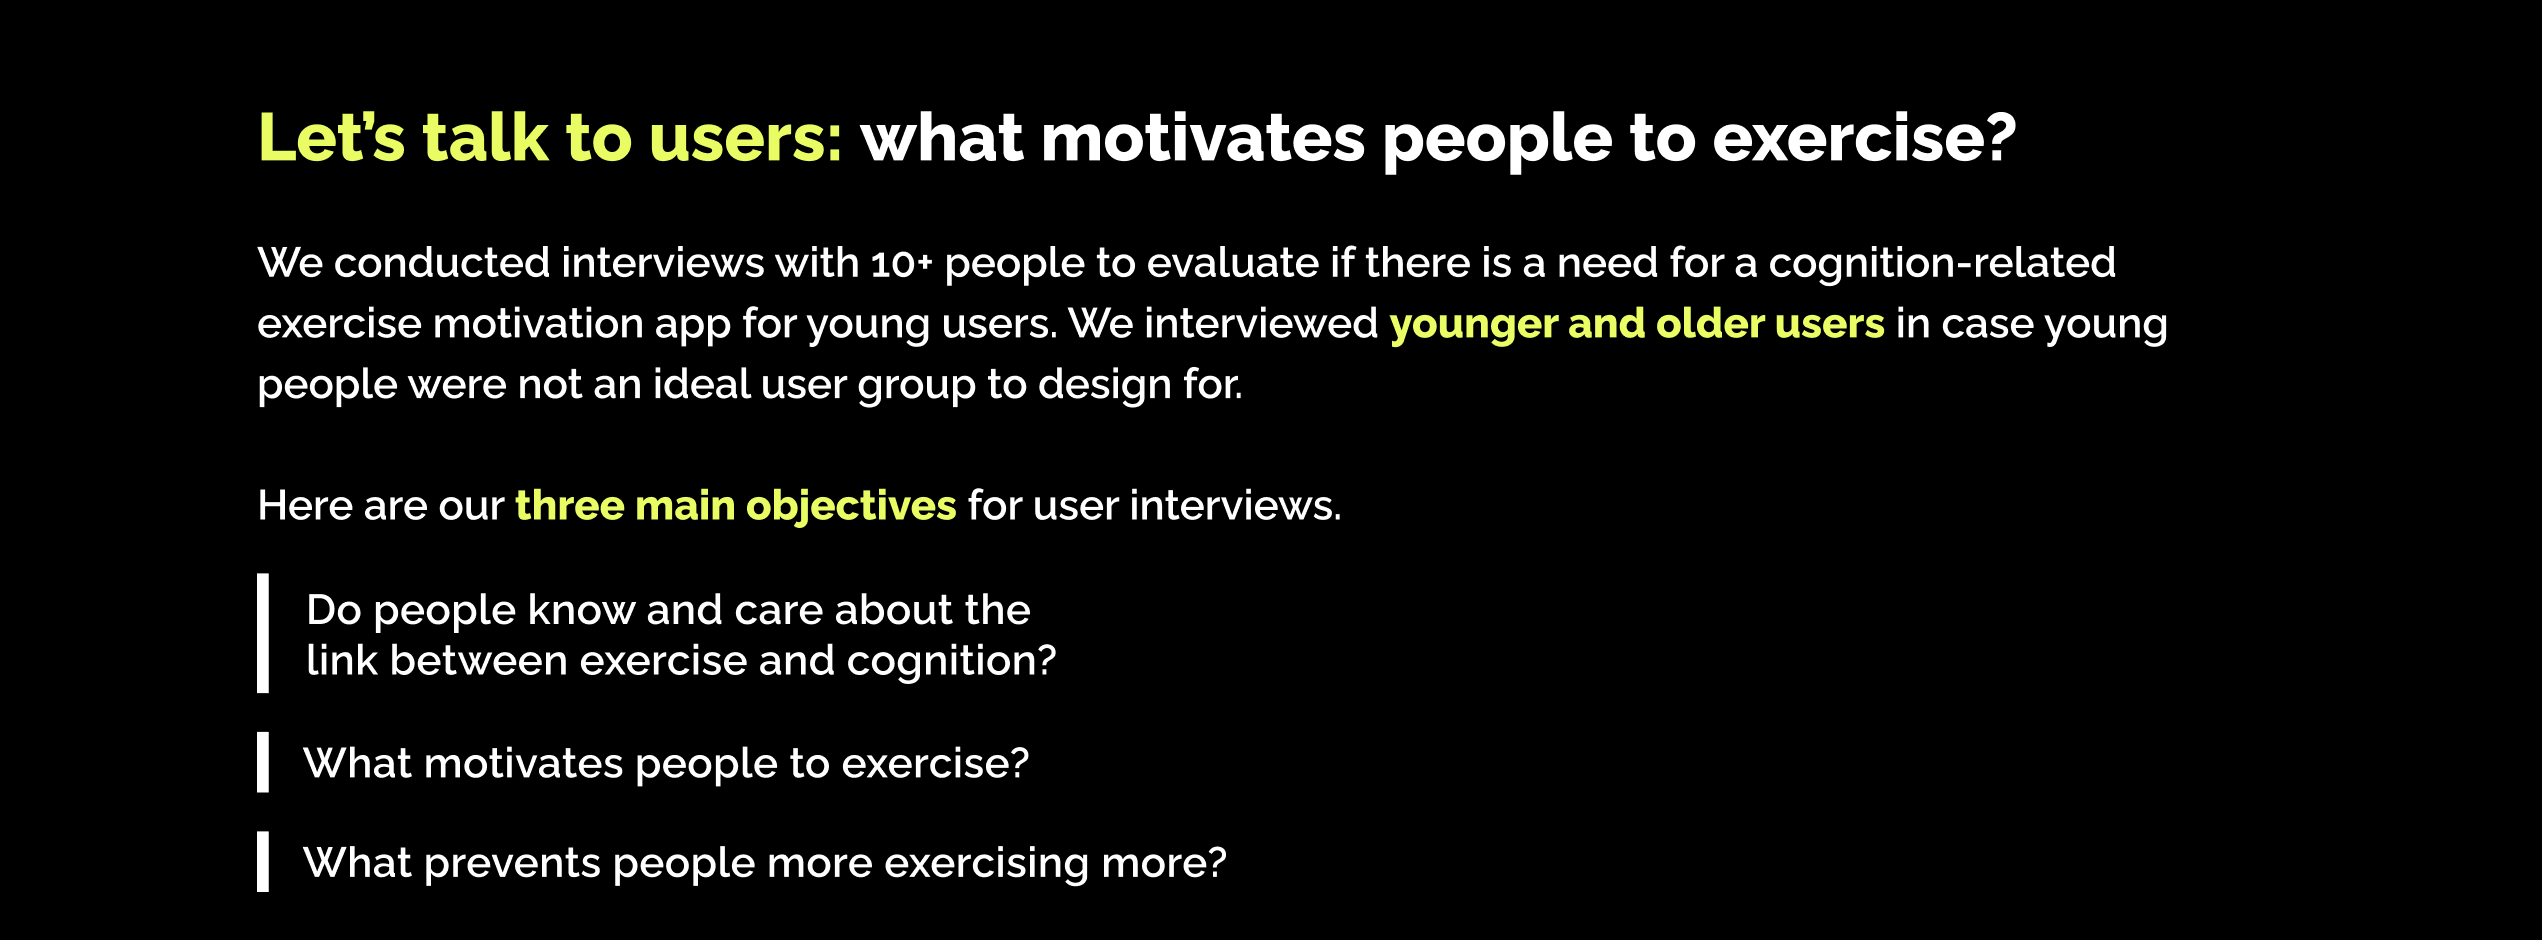 Let’s talk to users: what motivates people to exercise?
We conducted interviews with 10+ people to evaluate if there is a need for a cognition-related
exercise motivation app for young users. We interviewed younger and older users in case young
people were not an ideal user group to design for.
Here are our three main objectives for user interviews.
Do people know and care about the
link between exercise and cognition?
What motivates people to exercise?
What prevents people more exercising more?